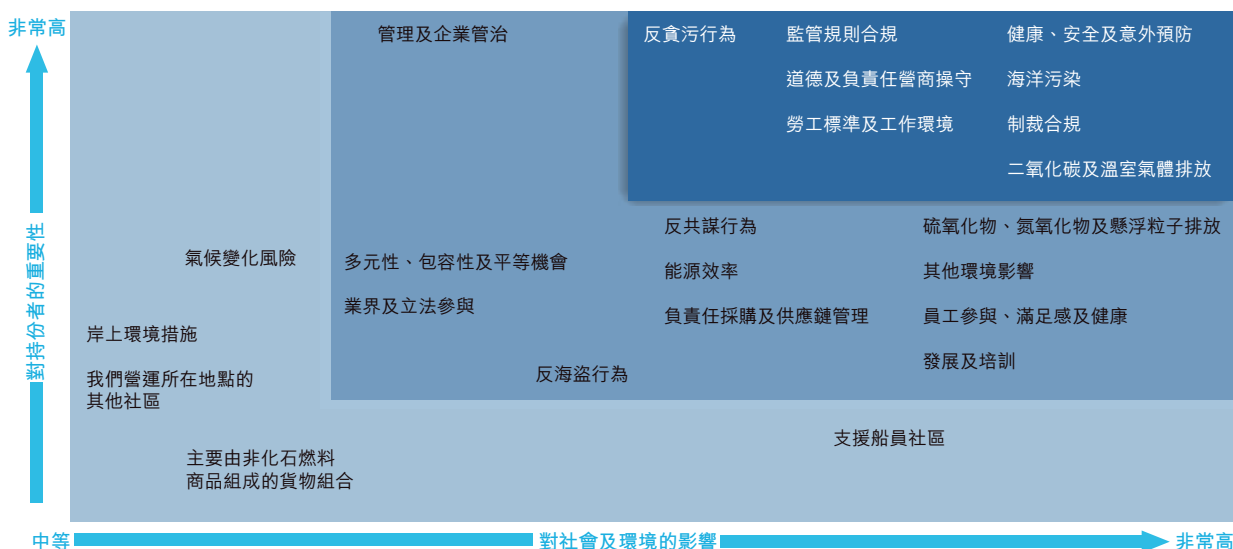 非常高
對持份者的重要性
管理及企業管治
反貪污行為
監管規則合規
健康、安全及意外預防
道德及負責任營商操守
海洋污染
勞工標準及工作環境
制裁合規
二氧化碳及溫室氣體排放
氣候變化風險
多元性、包容性及平等機會
業界及立法參與
反共謀行為
硫氧化物、氮氧化物及懸浮粒子排放
能源效率
其他環境影響
負責任採購及供應鏈管理
員工參與、滿足感及健康
反海盜行為
發展及培訓
岸上環境措施
我們營運所在地點的
其他社區
支援船員社區
主要由非化石燃料
商品組成的貨物組合
中等
對社會及環境的影響
非常高